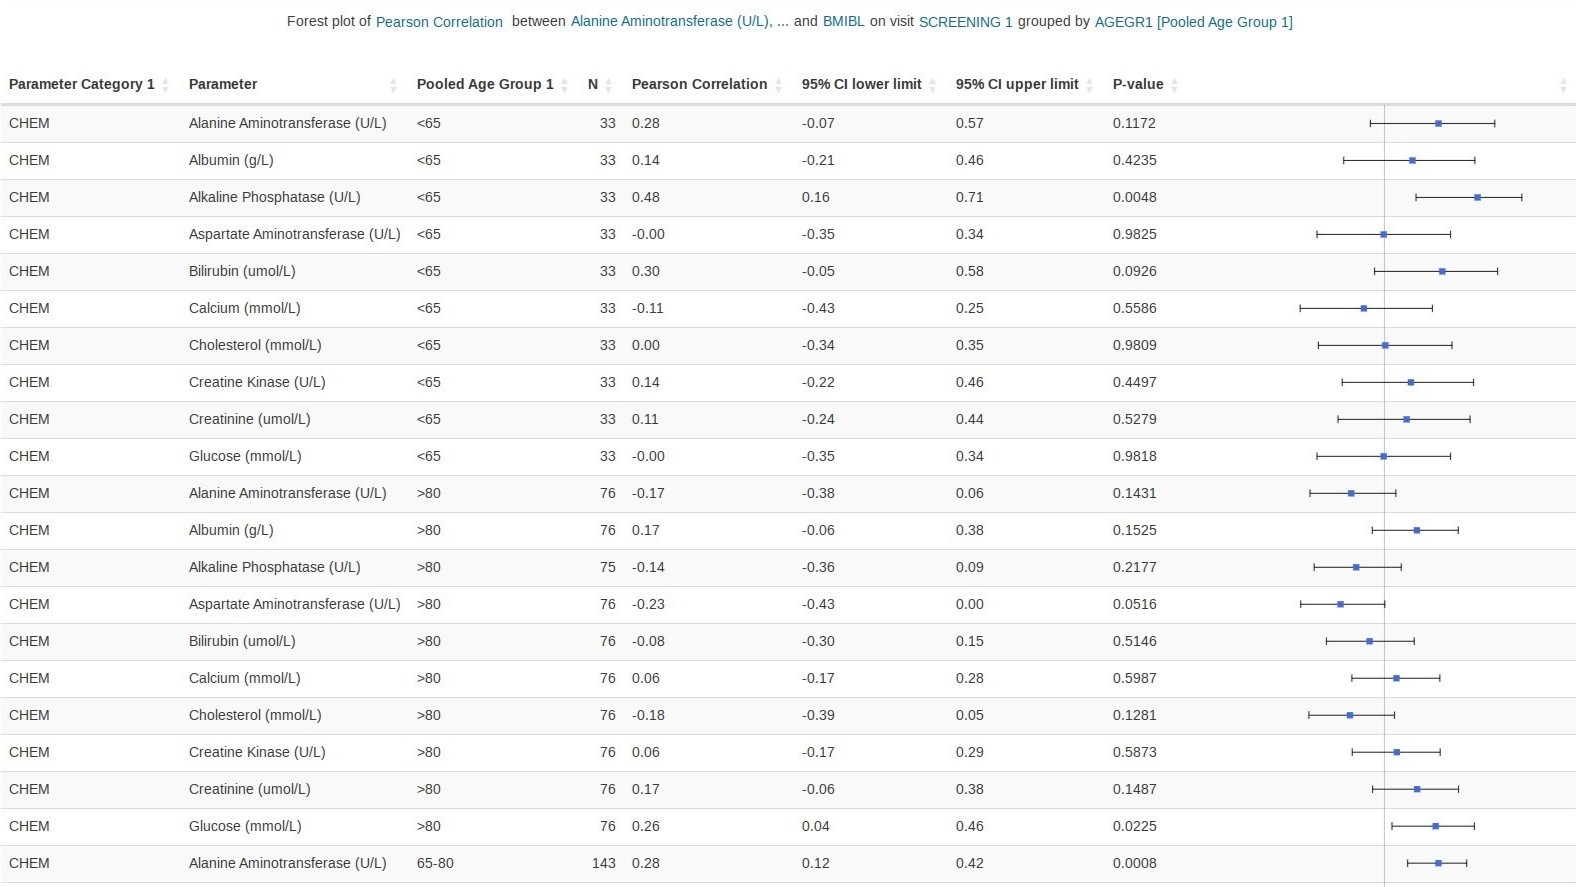 Forest plot of Pearson Correlation between Alanine Aminotransferase (U/L), ... and BMIBL on visit SCREENING 1 grouped by AGEGR1 [Pooled Age Group 1]
Parameter Category 1 Parameter Pooled Age Group 1 N Pearson Correlation 95% CI lower limit 95% CI upper limit P-value
CHEM Alanine Aminotransferase (U/L) <65 33 0.28 -0.07 0.57 0.1172
CHEM Albumin (g/L) <65 33 0.14 -0.21 0.46 0.4235
CHEM Alkaline Phosphatase (U/L) <65 33 0.48 0.16 0.71 0.0048
CHEM Aspartate Aminotransferase (U/L) <65 33 -0.00 -0.35 0.34 0.9825
CHEM Bilirubin (umol/L) <65 33 0.30 -0.05 0.58 0.0926
CHEM Calcium (mmol/L) <65 33 -0.11 -0.43 0.25 0.5586
CHEM Cholesterol (mmol/L) <65 33 0.00 -0.34 0.35 0.9809
CHEM Creatine Kinase (U/L) <65 33 0.14 -0.22 0.46 0.4497
CHEM Creatinine (umol/L) <65 33 0.11 -0.24 0.44 0.5279
CHEM Glucose (mmol/L) <65 33 -0.00 -0.35 0.34 0.9818
CHEM Alanine Aminotransferase (U/L) >80 76 -0.17 -0.38 0.06 0.1431
CHEM Albumin (g/L) >80 76 0.17 -0.06 0.38 0.1525
CHEM Alkaline Phosphatase (U/L) >80 75 -0.14 -0.36 0.09 0.2177
CHEM Aspartate Aminotransferase (U/L) >80 76 -0.23 -0.43 0.00 0.0516
CHEM Bilirubin (umol/L) >80 76 -0.08 -0.30 0.15 0.5146
CHEM Calcium (mmol/L) >80 76 0.06 -0.17 0.28 0.5987
CHEM Cholesterol (mmol/L) >80 76 -0.18 -0.39 0.05 0.1281
CHEM Creatine Kinase (U/L) >80 76 0.06 -0.17 0.29 0.5873
CHEM Creatinine (umol/L) >80 76 0.17 -0.06 0.38 0.1487
CHEM Glucose (mmol/L) >80 76 0.26 0.04 0.46 0.0225
CHEM Alanine Aminotransferase (U/L) 65-80 143 0.28 0.12 0.42 0.0008